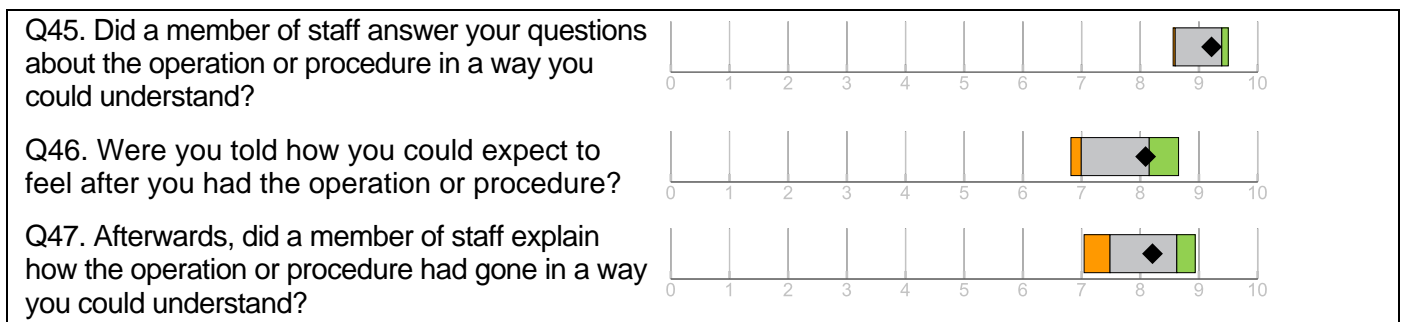 Q45. Did a member of staff answer your questions
about the operation or procedure in a way you
could understand?
0 1 2 3 4 5 6 7 8 9 10
Q46. Were you told how you could expect to
feel after you had the operation or procedure?
0 1 2 3 4 5 6 7 8 9 10
Q47. Afterwards, did a member of staff explain
how the operation or procedure had gone in a way
you could understand?
0 1 2 3 4 5 6 7 8 9 10